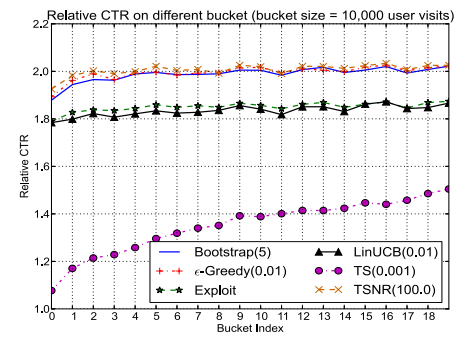 Relative CTR on different bucket (bucket size = 10,000 user visits)
2.2
2.0
1.8
1.6
1.4
1.2
1.0
Relative CTR
Bootstrap(5)
ϵ-Greedy(0.01)
Exploit
LinUCB(0.01)
TS(0.001)
TSNR(100.0)
0 1 2 3 4 5 6 7 8 9 10 11 12 13 14 15 16 17 18
Bucket Index